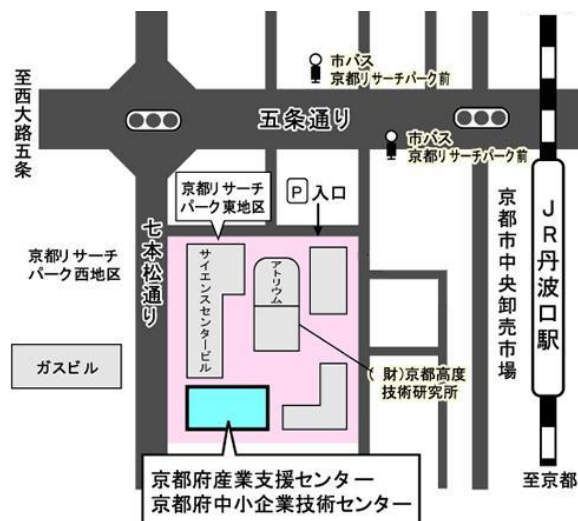 市バス
京都リサーチパーク前
至西大路五条
五条通り
市バス
京都リサーチパーク前
京都リサーチ
パーク東地区
P 入口
七本松通り
京都リサーチ
パーク西地区
サイエンスセンタービル
アトリウム
京都市中央卸売市場
JR丹波口駅
ガスビル
(財)京都高度
技術研究所
京都府産業支援センター
京都府中小企業技術センター
至京都